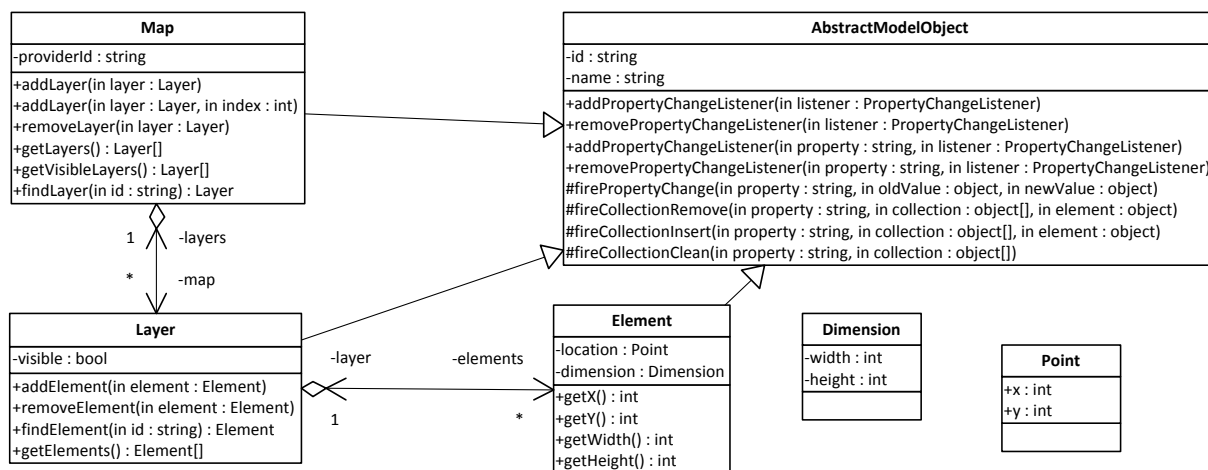 Map
-providerId : string
+addLayer(in layer : Layer)
+addLayer(in layer : Layer, in index : int)
+removeLayer(in layer : Layer)
+getLayers() : Layer[]
+getVisibleLayers() : Layer[]
+findLayer(in id : string) : Layer
AbstractModelObject
-id : string
-name : string
+addPropertyChangeListener(in listener : PropertyChangeListener)
+removePropertyChangeListener(in listener : PropertyChangeListener)
+addPropertyChangeListener(in property : string, in listener : PropertyChangeListener)
+removePropertyChangeListener(in property : string, in listener : PropertyChangeListener)
#firePropertyChange(in property : string, in oldValue : object, in newValue : object)
#fireCollectionRemove(in property : string, in collection : object[], in element : object)
#fireCollectionInsert(in property : string, in collection : object[], in element : object)
#fireCollectionClean(in property : string, in collection : object[])
1
-layers
*
-map
Layer
-visible : bool
+addElement(in element : Element)
+removeElement(in element : Element)
+findElement(in id : string) : Element
+getElements() : Element[]
-layer
-elements
1
*
Element
-location : Point
-dimension : Dimension
+getX() : int
+getY() : int
+getWidth() : int
+getHeight() : int
Dimension
-width : int
-height : int
Point
+x : int
+y : int